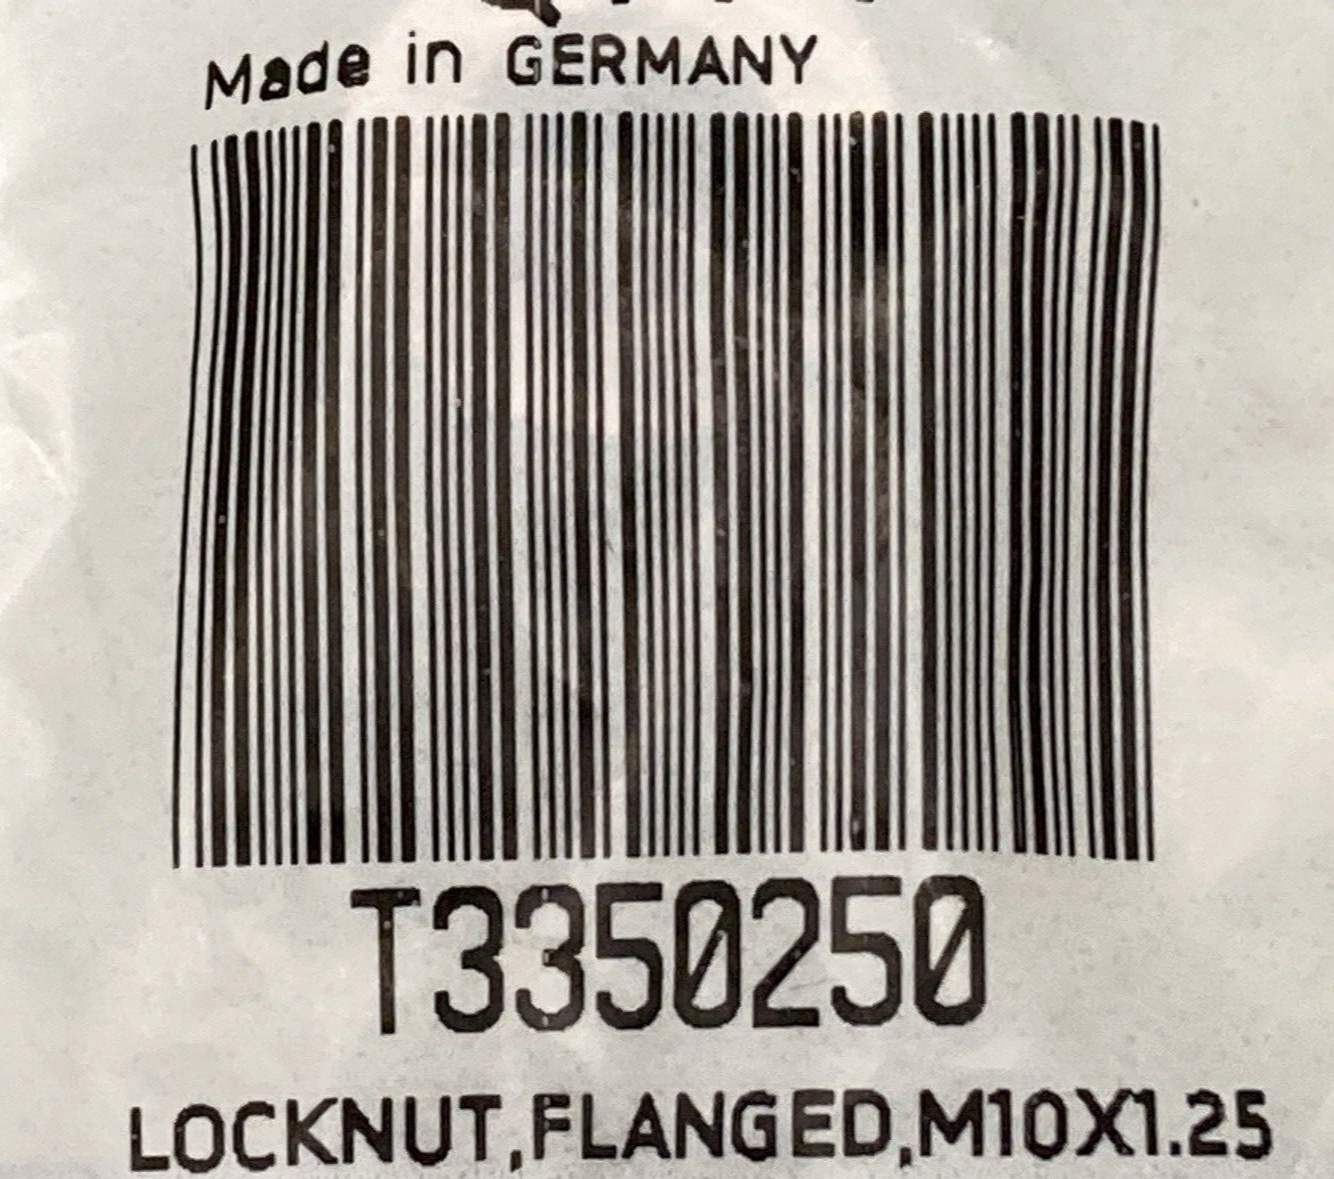 Made in GERMANY
T3350250
LOCKNUT,FLANGED,M10X1.25